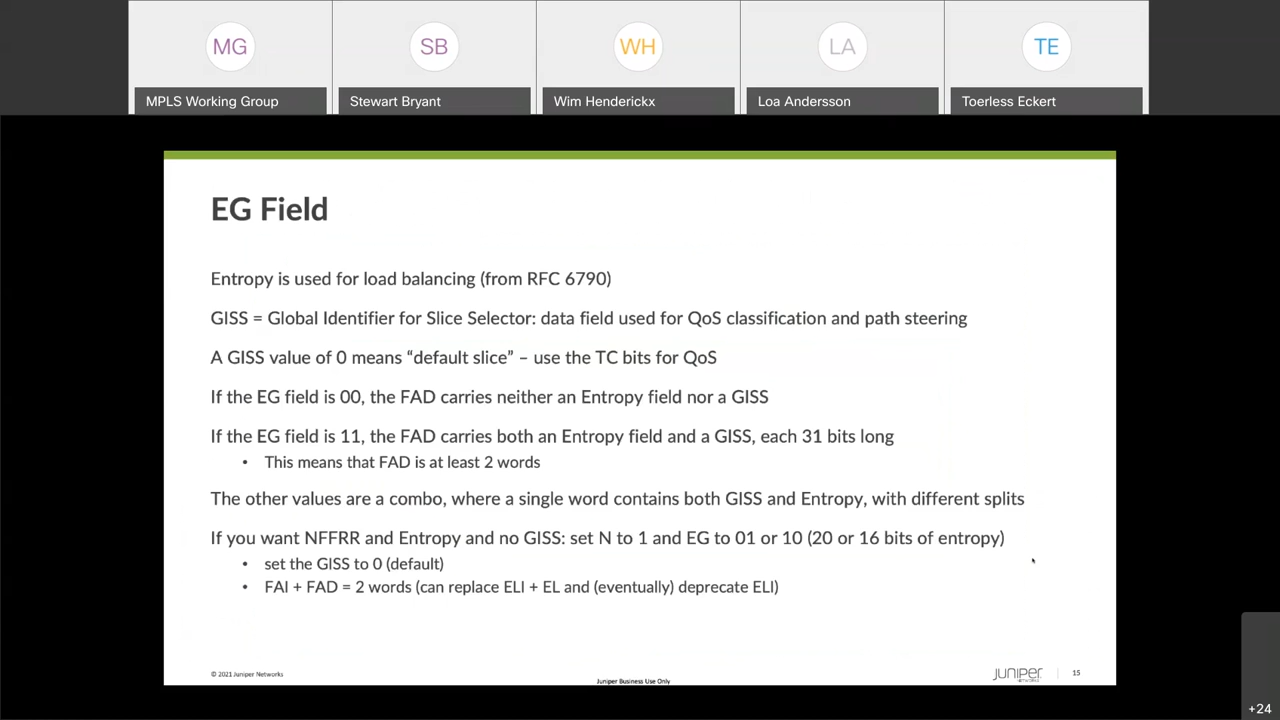 MG
SB
WH
LA
TE
MPLS Working Group
Stewart Bryant
Wim Henderickx
Loa Andersson
Toerless Eckert
EG Field
Entropy is used for load balancing (from RFC 6790)
GISS = Global Identifier for Slice Selector: data field used for QoS classification and path steering
A GISS value of 0 means “default slice” – use the TC bits for QoS
If the EG field is 00, the FAD carries neither an Entropy field nor a GISS
If the EG field is 11, the FAD carries both an Entropy field and a GISS, each 31 bits long
• This means that FAD is at least 2 words
The other values are a combo, where a single word contains both GISS and Entropy, with different splits
If you want NFFRR and Entropy and no GISS: set N to 1 and EG to 01 or 10 (20 or 16 bits of entropy)
• set the GISS to 0 (default)
• FAI + FAD = 2 words (can replace ELI + EL and (eventually) deprecate ELI)
© 2021 Juniper Networks
Juniper Business Use Only
JUNIPER
NETWORKS
15
+24